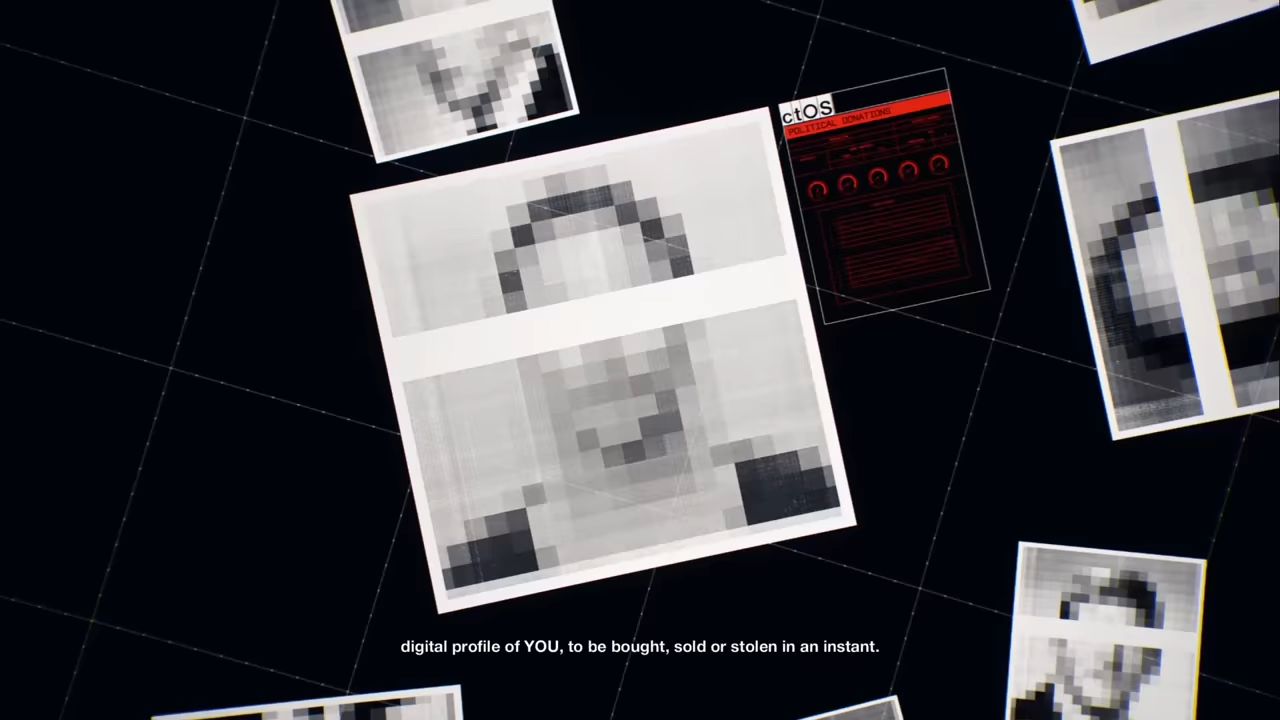 ctOS
POLITICAL DONATIONS
digital profile of YOU, to be bought, sold or stolen in an instant.